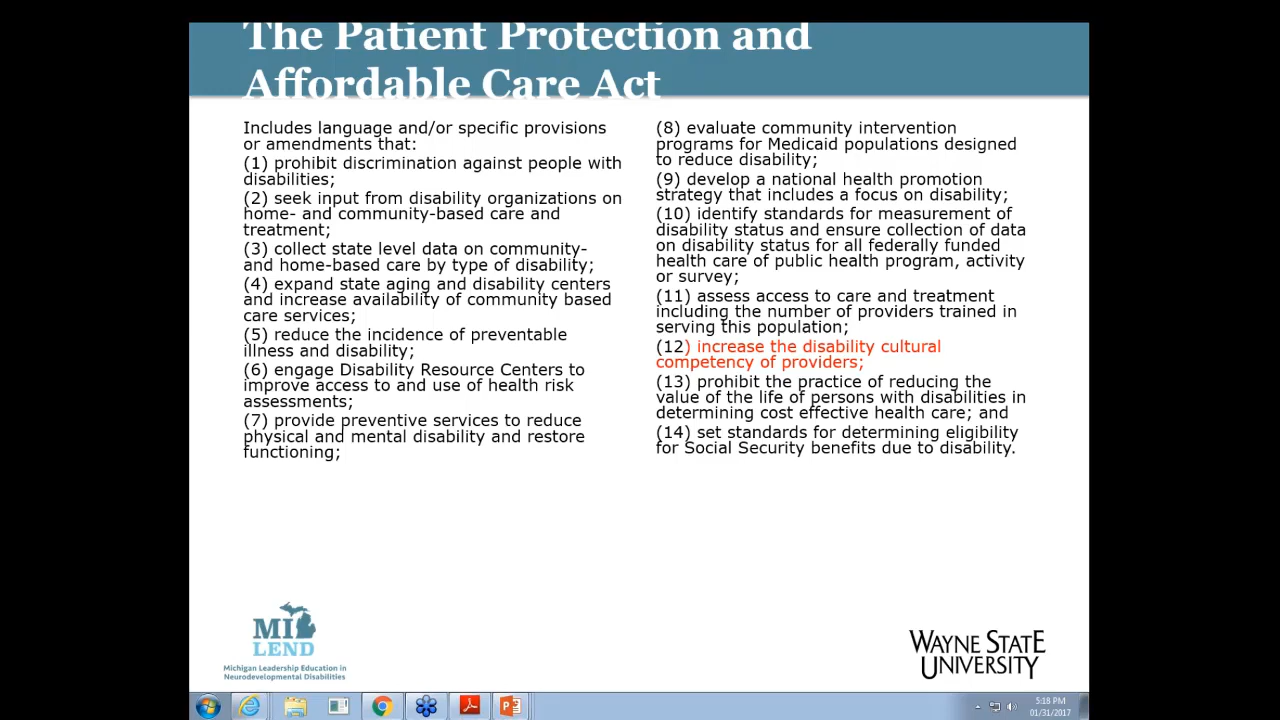 The Patient Protection and
Affordable Care Act
Includes language and/or specific provisions
or amendments that:
(1) prohibit discrimination against people with
disabilities;
(2) seek input from disability organizations on
home- and community-based care and
treatment;
(3) collect state level data on community-
and home-based care by type of disability;
(4) expand state aging and disability centers
and increase availability of community based
care services;
(5) reduce the incidence of preventable
illness and disability;
(6) engage Disability Resource Centers to
improve access to and use of health risk
assessments;
(7) provide preventive services to reduce
physical and mental disability and restore
functioning;
(8) evaluate community intervention
programs for Medicaid populations designed
to reduce disability;
(9) develop a national health promotion
strategy that includes a focus on disability;
(10) identify standards for measurement of
disability status and ensure collection of data
on disability status for all federally funded
health care of public health program, activity
or survey;
(11) assess access to care and treatment
including the number of providers trained in
serving this population;
(12) increase the disability cultural
competency of providers;
(13) prohibit the practice of reducing the
value of the life of persons with disabilities in
determining cost effective health care; and
(14) set standards for determining eligibility
for Social Security benefits due to disability.
MI
LEND
Michigan Leadership Education in
Neurodevelopmental Disabilities
WAYNE STATE
UNIVERSITY
5:18 PM
01/31/2017